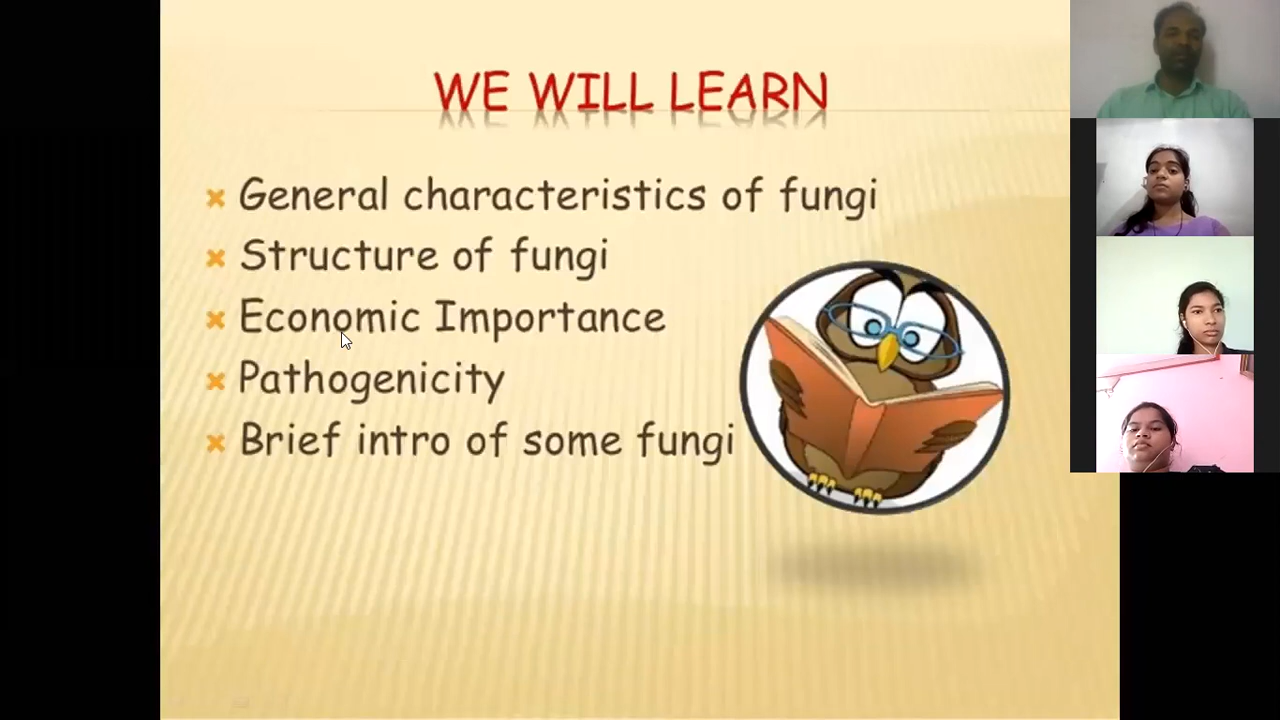 WE WILL LEARN
General characteristics of fungi
Structure of fungi
Economic Importance
Pathogenicity
Brief intro of some fungi